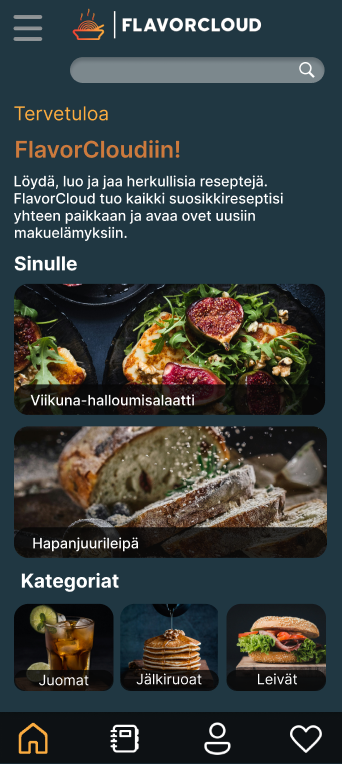 FLAVORCLOUD
Tervetuloa
FlavorCloudiin!
Löydä, luo ja jaa herkullisia reseptejä.
FlavorCloud tuo kaikki suosikkireseptisi
yhteen paikkaan ja avaa ovet uusiin
makuelämyksiin.
Sinulle
Viikuna-halloumisalaatti
Hapanjuurileipä
Kategoriat
Juomat
Jälkiruoat
Leivät